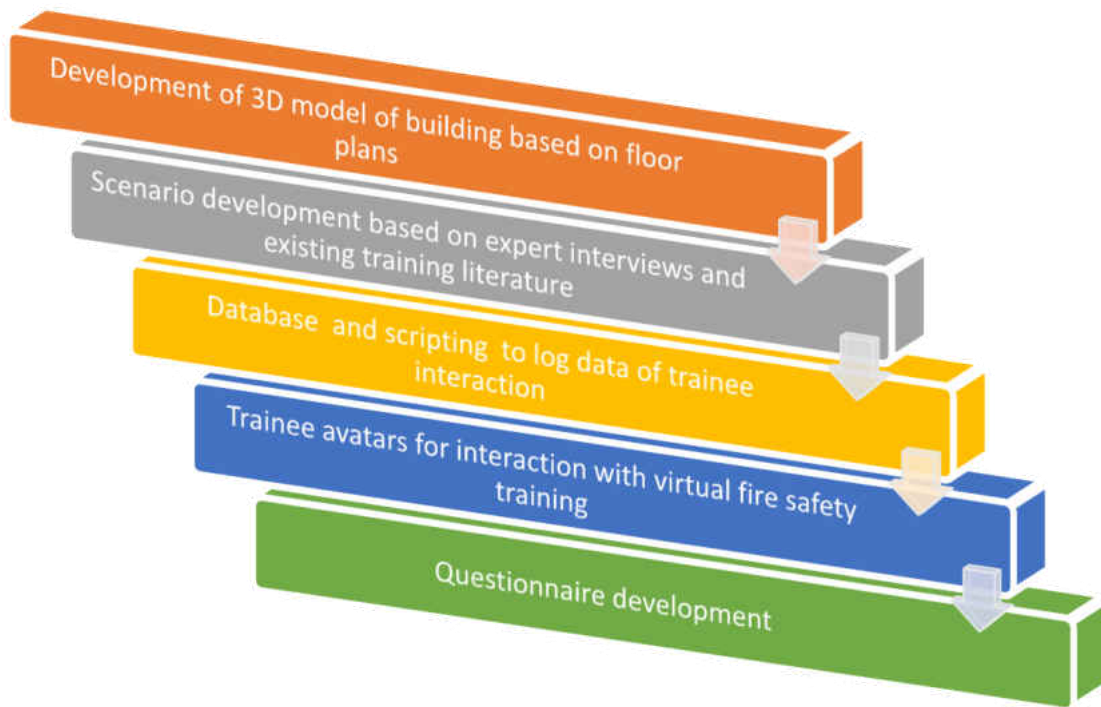 Development of 3D model of building based on floor
plans
Scenario development based on expert interviews and
existing training literature
Database and scripting to log data of trainee
interaction
Trainee avatars for interaction with virtual fire safety
training
Questionnaire development